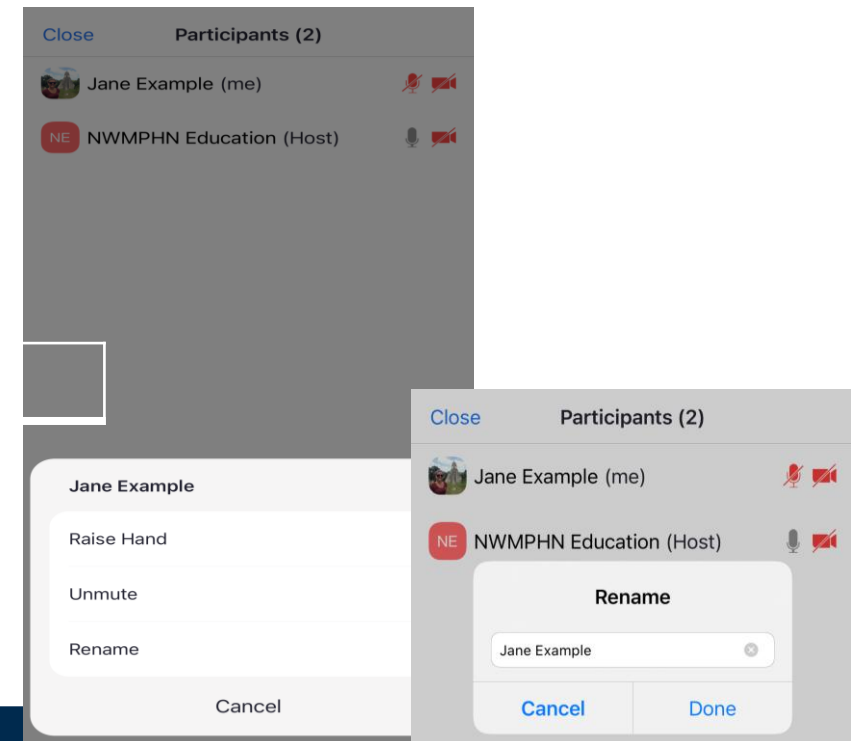 Close Participants (2)
Jane Example (me)
NE NWMPHN Education (Host)
Jane Example
Raise Hand
Unmute
Rename
Cancel
Close Participants (2)
Jane Example (me)
NE NWMPHN Education (Host)
Rename
Jane Example
Cancel Done